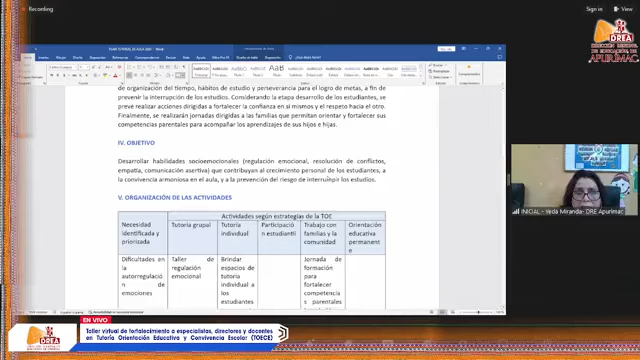 Recording
Sign in
View
DREA
DIRECCIÓN REGIONAL
DE EDUCACIÓN DE
APURÍMAC
de organización del tiempo, hábitos de estudio y perseverancia para el logro de metas, a fin de
prevenir la interrupción de los estudios. Considerando la etapa desarrollo de los estudiantes, se
prevé realizar acciones dirigidas a fortalecer la confianza en sí mismos y el respeto hacia el otro.
Finalmente, se realizarán jornadas dirigidas a las familias que permitan orientar y fortalecer sus
competencias parentales para acompañar los aprendizajes de sus hijos e hijas.
IV. OBJETIVO
Desarrollar habilidades socioemocionales (regulación emocional, resolución de conflictos,
empatía, comunicación asertiva) que contribuyan al crecimiento personal de los estudiantes,
a la convivencia armoniosa en el aula, y a la prevención del riesgo de interrumpir los estudios.
V. ORGANIZACIÓN DE LAS ACTIVIDADES
Actividades según estrategias de la TOE
Necesidad identificada y priorizada
Tutoría grupal
Tutoría individual
Participació n estudiantil
Trabajo con familias y la comunidad
Orientación educativa permanent e
Dificultades en la autorregulació n de emociones
Taller de regulación emocional
Brindar espacios de tutoría individual a los estudiantes
Jornada de formación para fortalecer competencia s parentales
INICIAL - Yeda Miranda- DRE Apurímac
EN VIVO
DREA
Taller virtual de fortalecimiento a especialistas, directores y docentes
en Tutoría Orientación Educativa y Convivencia Escolar (TOECE)